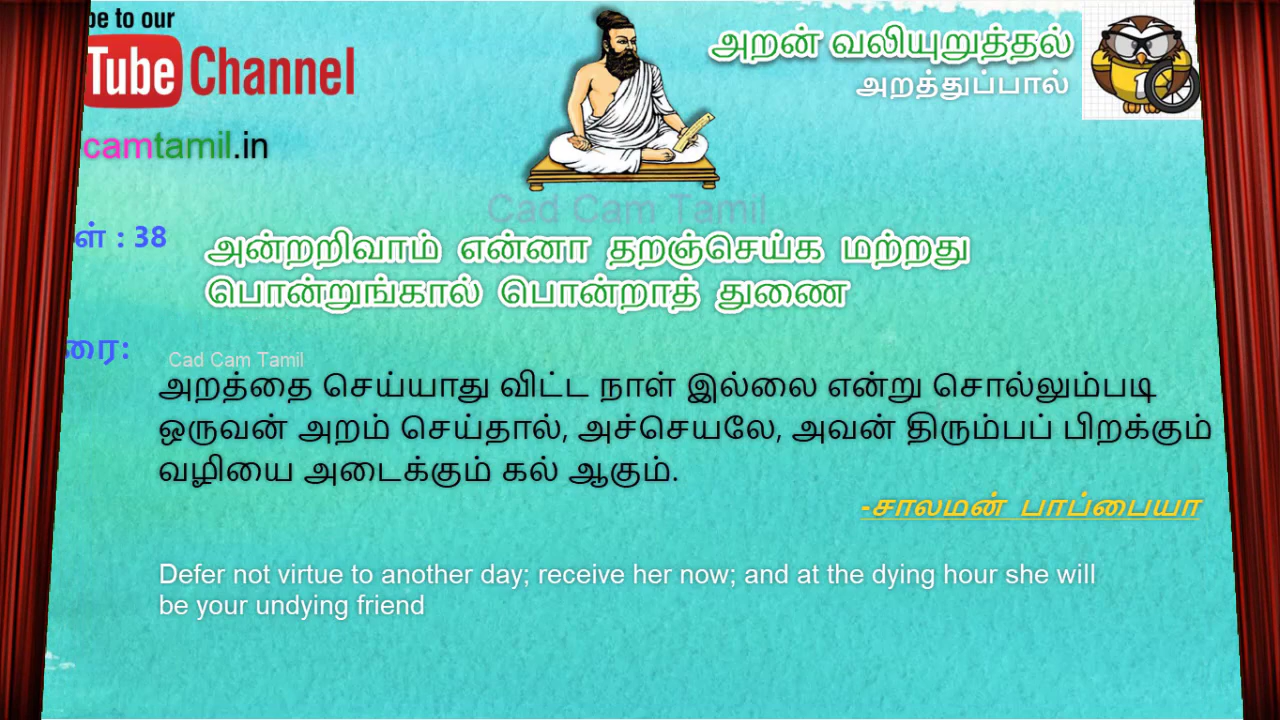 be to our
Tube Channel
camtamil.in
அறன் வலியுறுத்தல்
அறத்துப்பால்
Cad Cam Tamil
ள் : 38
அன்றறிவாம் என்னா தறஞ்செய்க மற்றது
பொன்றுங்கால் பொன்றாத் துணை
ரை:
Cad Cam Tamil
அறத்தை செய்யாது விட்ட நாள் இல்லை என்று சொல்லும்படி
ஒருவன் அறம் செய்தால், அச்செயலே, அவன் திரும்பப் பிறக்கும்
வழியை அடைக்கும் கல் ஆகும்.
-சாலமன் பாப்பையா
Defer not virtue to another day; receive her now; and at the dying hour she will
be your undying friend